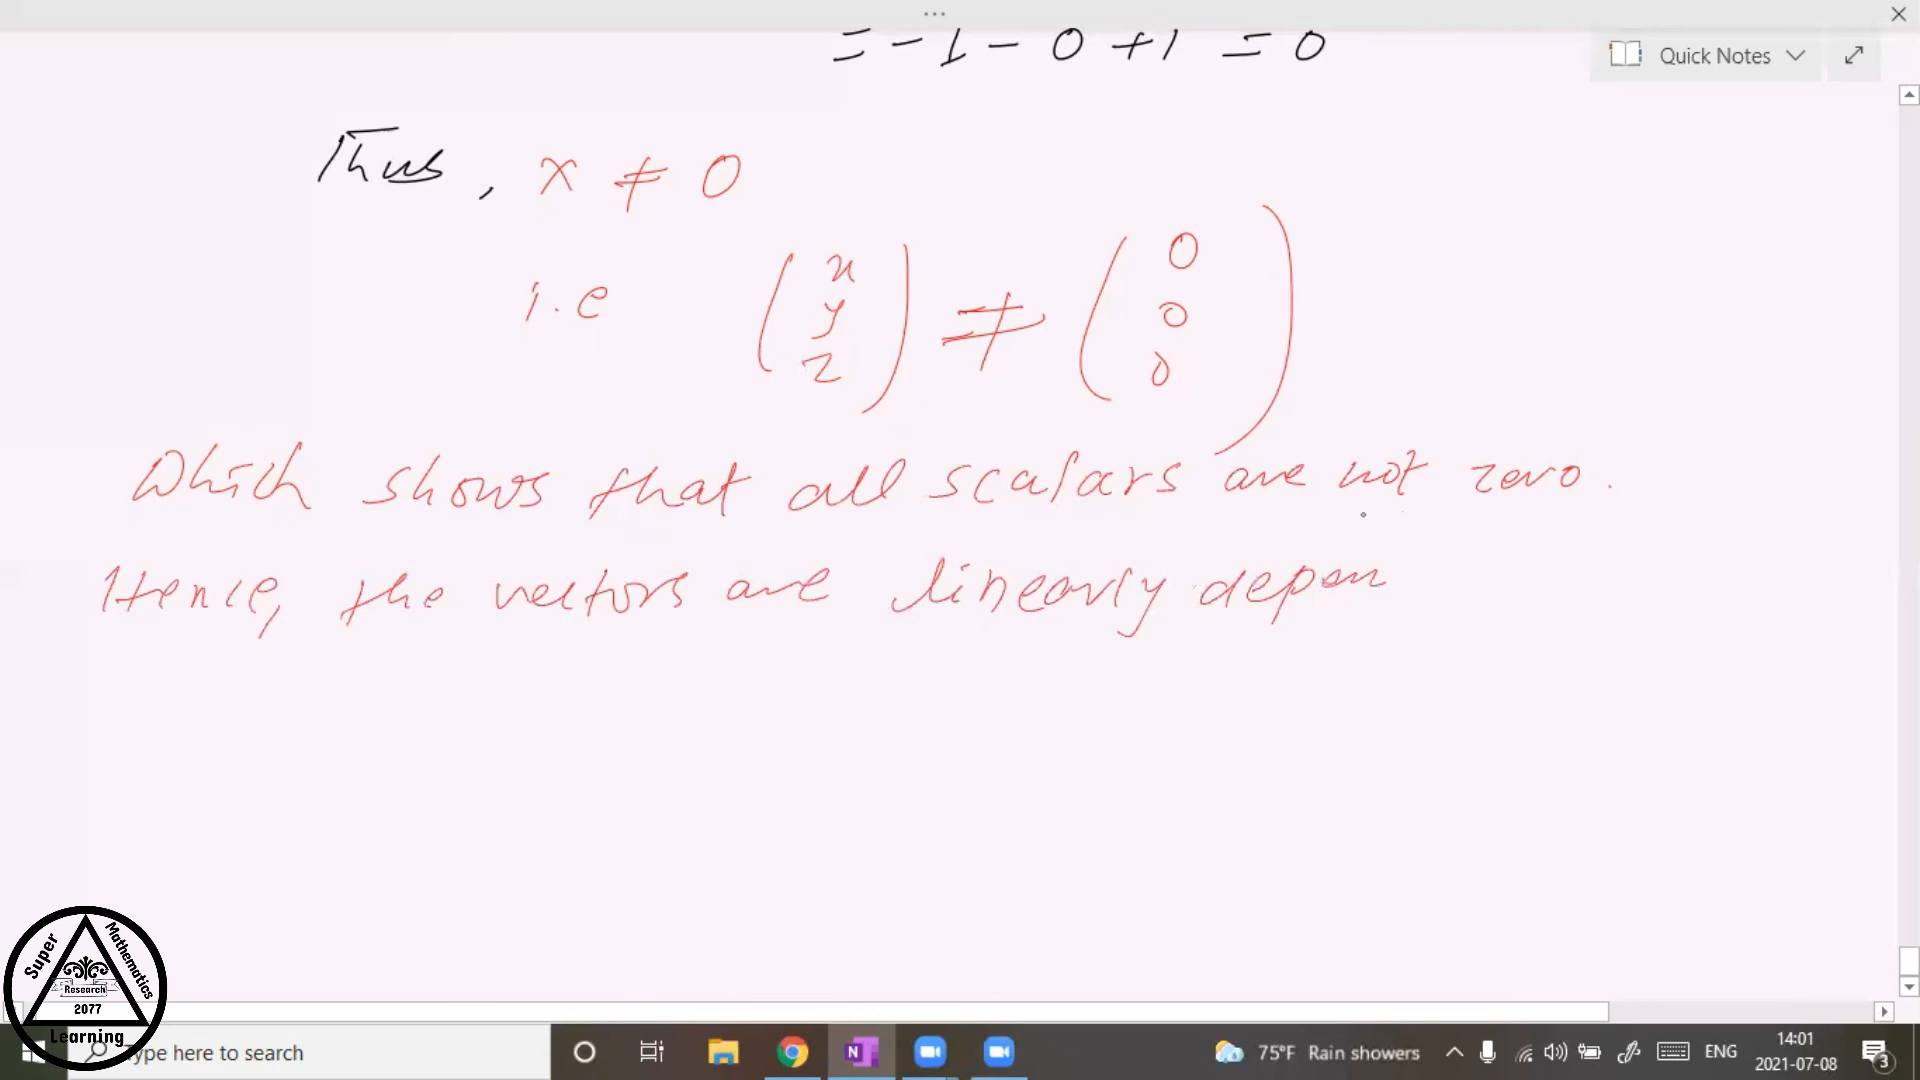 ...
= -1 - 0 + 1 = 0
Quick Notes
Thus, x ≠ 0
i.e (x y z) ≠ (0 0 0)
Which shows that all scalars are not zero.
Hence, the vectors are linearly depen
Super Mathematics
Research
2077
Learning
Type here to search
75°F Rain showers
ENG
14:01
2021-07-08
3